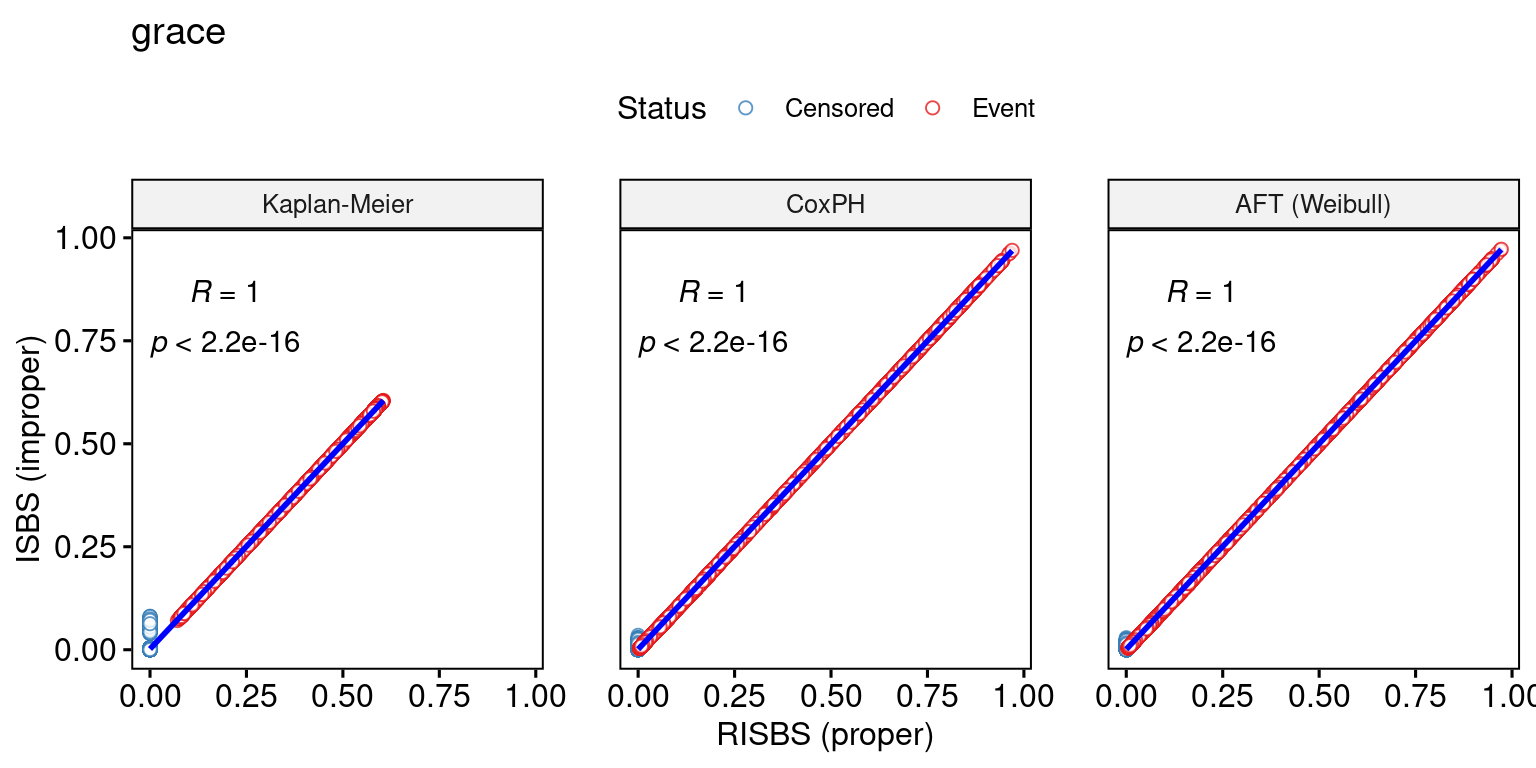 grace
Status Censored Event
Kaplan-Meier CoxPH AFT (Weibull)
1.00
R = 1 R = 1 R = 1
p < 2.2e-16 p < 2.2e-16 p < 2.2e-16
0.75
0.50
0.25
0.00
ISBS (improper)
0.00 0.25 0.50 0.75 1.00 0.00 0.25 0.50 0.75 1.00 0.00 0.25 0.50 0.75 1.00
RISBS (proper)